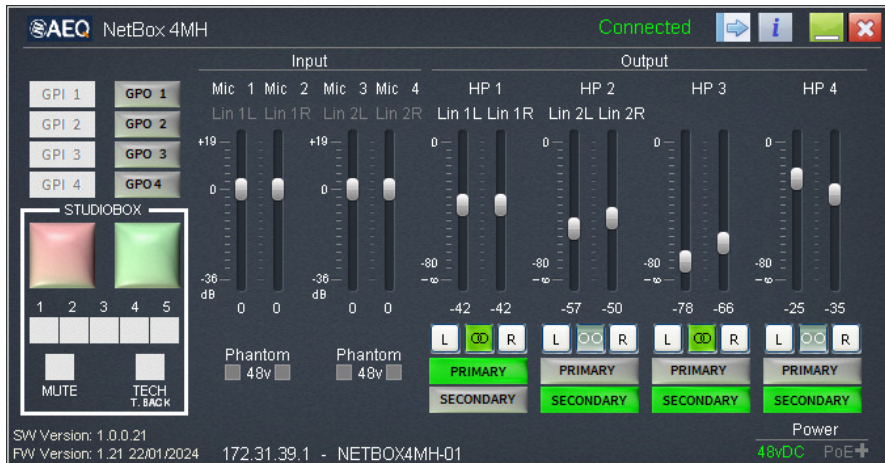 AEQ NetBox 4MH Connected i
Input Output
GPI 1 GPO 1
GPI 2 GPO 2
GPI 3 GPO 3
GPI 4 GPO 4
STUDIOBOX
1 2 3 4 5
MUTE TECH
T. BACK
Mic 1 Mic 2 Mic 3 Mic 4
Lin 1L Lin 1R Lin 2L Lin 2R
+19 +19
0 0
-36 -36
dB dB
0 0 0 0
Phantom Phantom
48v 48v
HP 1 HP 2 HP 3 HP 4
Lin 1L Lin 1R Lin 2L Lin 2R
0 0 0 0
-80 -80 -80 -80
-∞ -∞ -∞ -∞
-42 -42 -57 -50 -78 -66 -25 -35
L R L R L R L R
PRIMARY PRIMARY PRIMARY PRIMARY
SECONDARY SECONDARY SECONDARY SECONDARY
SW Version: 1.0.0.21
FW Version: 1.21 22/01/2024 172.31.39.1 - NETBOX4MH-01
Power
48vDC PoE+